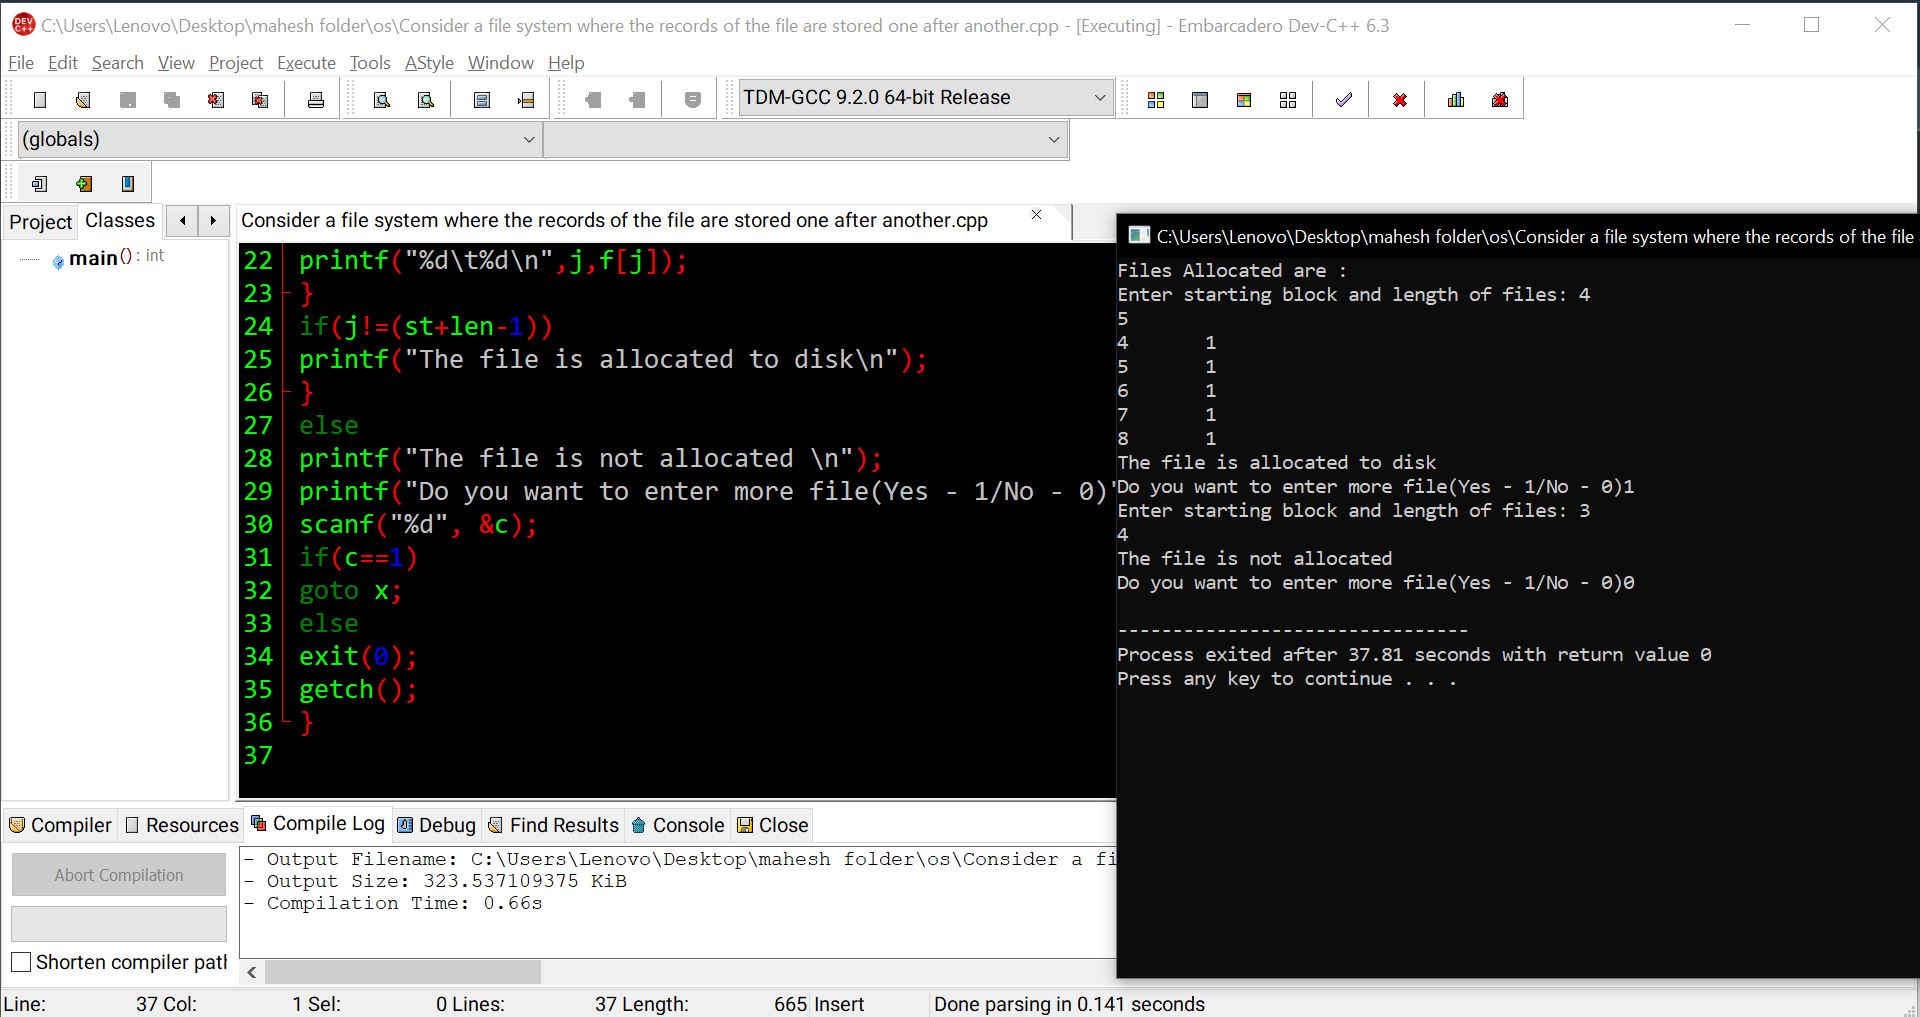 C:\Users\Lenovo\Desktop\mahesh folder\os\Consider a file system where the records of the file are stored one after another.cpp - [Executing] - Embarcadero Dev-C++ 6.3
File Edit Search View Project Execute Tools AStyle Window Help
TDM-GCC 9.2.0 64-bit Release
(globals)
Project Classes
main() : int
Consider a file system where the records of the file are stored one after another.cpp
22 printf("%d\t%d\n",j,f[j]);
23 }
24 if(j!=(st+len-1))
25 printf("The file is allocated to disk\n");
26 }
27 else
28 printf("The file is not allocated \n");
29 printf("Do you want to enter more file(Yes - 1/No - 0)"
30 scanf("%d", &c);
31 if(c==1)
32 goto x;
33 else
34 exit(0);
35 getch();
36 }
37
C:\Users\Lenovo\Desktop\mahesh folder\os\Consider a file system where the records of the file
Files Allocated are :
Enter starting block and length of files: 4
5
4 1
5 1
6 1
7 1
8 1
The file is allocated to disk
Do you want to enter more file(Yes - 1/No - 0)1
Enter starting block and length of files: 3
4
The file is not allocated
Do you want to enter more file(Yes - 1/No - 0)0
--------------------------------
Process exited after 37.81 seconds with return value 0
Press any key to continue . . .
Compiler Resources Compile Log Debug Find Results Console Close
Abort Compilation
Shorten compiler path
- Output Filename: C:\Users\Lenovo\Desktop\mahesh folder\os\Consider a fi
- Output Size: 323.537109375 KiB
- Compilation Time: 0.66s
Line: 37 Col: 1 Sel: 0 Lines: 37 Length: 665 Insert Done parsing in 0.141 seconds